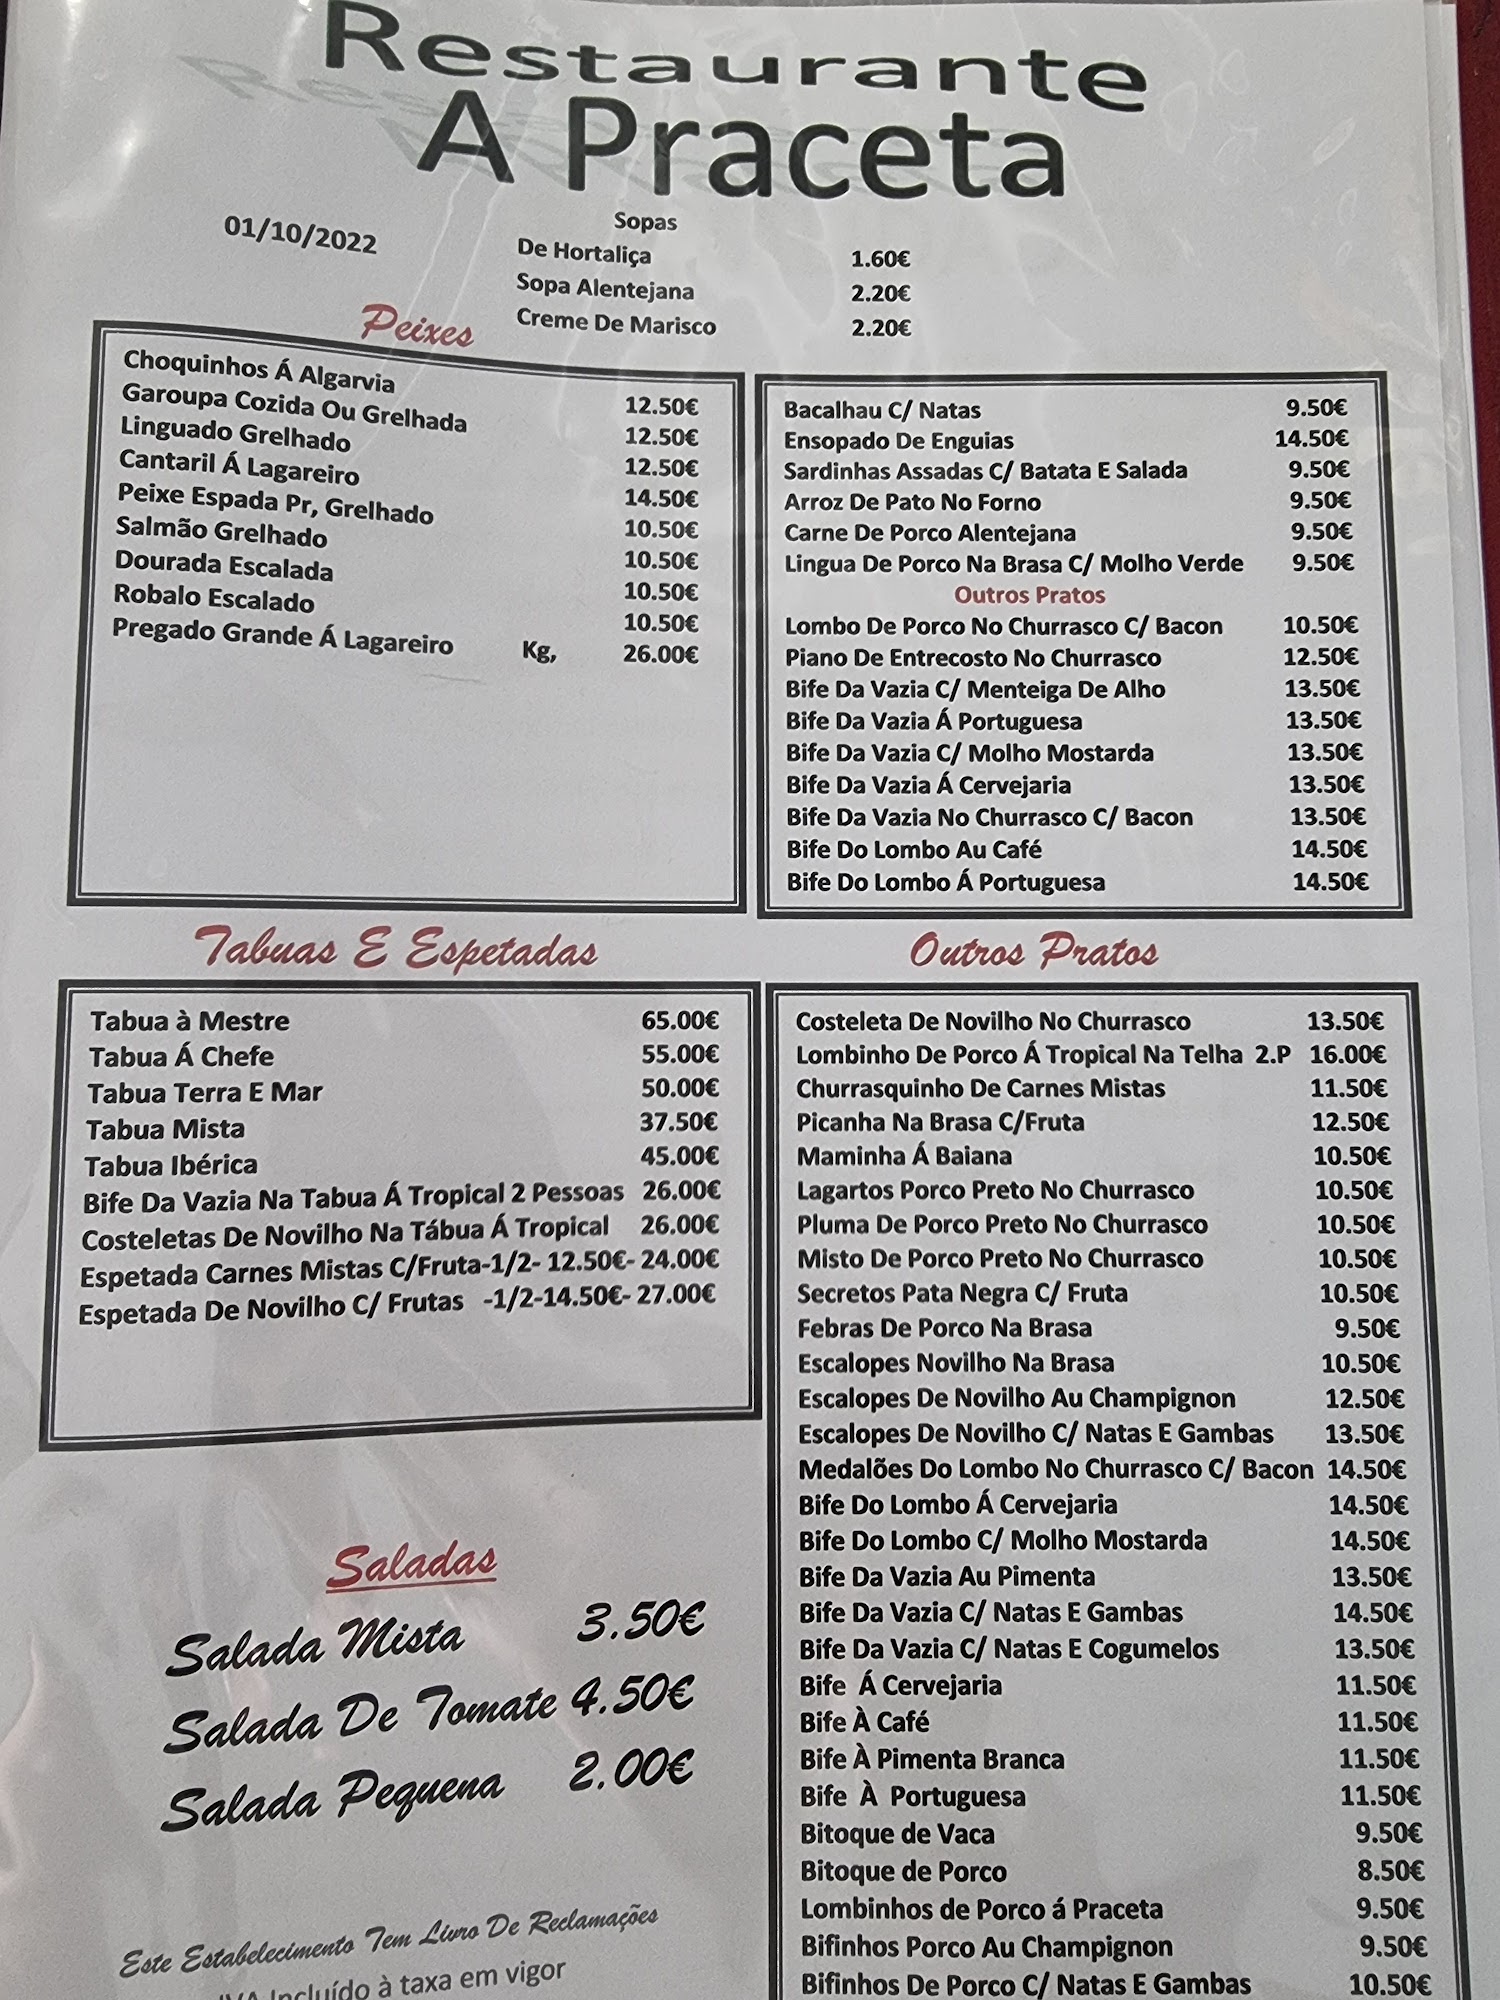 Restaurante
A Praceta
01/10/2022
Sopas
De Hortaliça 1.60€
Sopa Alentejana 2.20€
Creme De Marisco 2.20€
Peixes
Choquinhos Á Algarvia 12.50€
Garoupa Cozida Ou Grelhada 12.50€
Linguado Grelhado 12.50€
Cantaril Á Lagareiro 14.50€
Peixe Espada Pr, Grelhado 10.50€
Salmão Grelhado 10.50€
Dourada Escalada 10.50€
Robalo Escalado 10.50€
Pregado Grande Á Lagareiro Kg, 26.00€
Bacalhau C/ Natas 9.50€
Ensopado De Enguias 14.50€
Sardinhas Assadas C/ Batata E Salada 9.50€
Arroz De Pato No Forno 9.50€
Carne De Porco Alentejana 9.50€
Lingua De Porco Na Brasa C/ Molho Verde 9.50€
Outros Pratos
Lombo De Porco No Churrasco C/ Bacon 10.50€
Piano De Entrecosto No Churrasco 12.50€
Bife Da Vazia C/ Menteiga De Alho 13.50€
Bife Da Vazia Á Portuguesa 13.50€
Bife Da Vazia C/ Molho Mostarda 13.50€
Bife Da Vazia Á Cervejaria 13.50€
Bife Da Vazia No Churrasco C/ Bacon 13.50€
Bife Do Lombo Au Café 14.50€
Bife Do Lombo Á Portuguesa 14.50€
Tabuas E Espetadas
Tabua à Mestre 65.00€
Tabua Á Chefe 55.00€
Tabua Terra E Mar 50.00€
Tabua Mista 37.50€
Tabua Ibérica 45.00€
Bife Da Vazia Na Tabua Á Tropical 2 Pessoas 26.00€
Costeletas De Novilho Na Tábua Á Tropical 26.00€
Espetada Carnes Mistas C/Fruta-1/2- 12.50€- 24.00€
Espetada De Novilho C/ Frutas -1/2-14.50€- 27.00€
Outros Pratos
Costeleta De Novilho No Churrasco 13.50€
Lombinho De Porco Á Tropical Na Telha 2.P 16.00€
Churrasquinho De Carnes Mistas 11.50€
Picanha Na Brasa C/Fruta 12.50€
Maminha Á Baiana 10.50€
Lagartos Porco Preto No Churrasco 10.50€
Pluma De Porco Preto No Churrasco 10.50€
Misto De Porco Preto No Churrasco 10.50€
Secretos Pata Negra C/ Fruta 10.50€
Febras De Porco Na Brasa 9.50€
Escalopes Novilho Na Brasa 10.50€
Escalopes De Novilho Au Champignon 12.50€
Escalopes De Novilho C/ Natas E Gambas 13.50€
Medalões Do Lombo No Churrasco C/ Bacon 14.50€
Bife Do Lombo Á Cervejaria 14.50€
Bife Do Lombo C/ Molho Mostarda 14.50€
Bife Da Vazia Au Pimenta 13.50€
Bife Da Vazia C/ Natas E Gambas 14.50€
Bife Da Vazia C/ Natas E Cogumelos 13.50€
Bife Á Cervejaria 11.50€
Bife À Café 11.50€
Bife À Pimenta Branca 11.50€
Bife À Portuguesa 11.50€
Bitoque de Vaca 9.50€
Bitoque de Porco 8.50€
Lombinhos de Porco á Praceta 9.50€
Bifinhos Porco Au Champignon 9.50€
Bifinhos De Porco C/ Natas E Gambas 10.50€
Saladas
Salada Mista 3.50€
Salada De Tomate 4.50€
Salada Pequena 2.00€
Este Estabelecimento Tem Livro De Reclamações
IVA Incluído à taxa em vigor